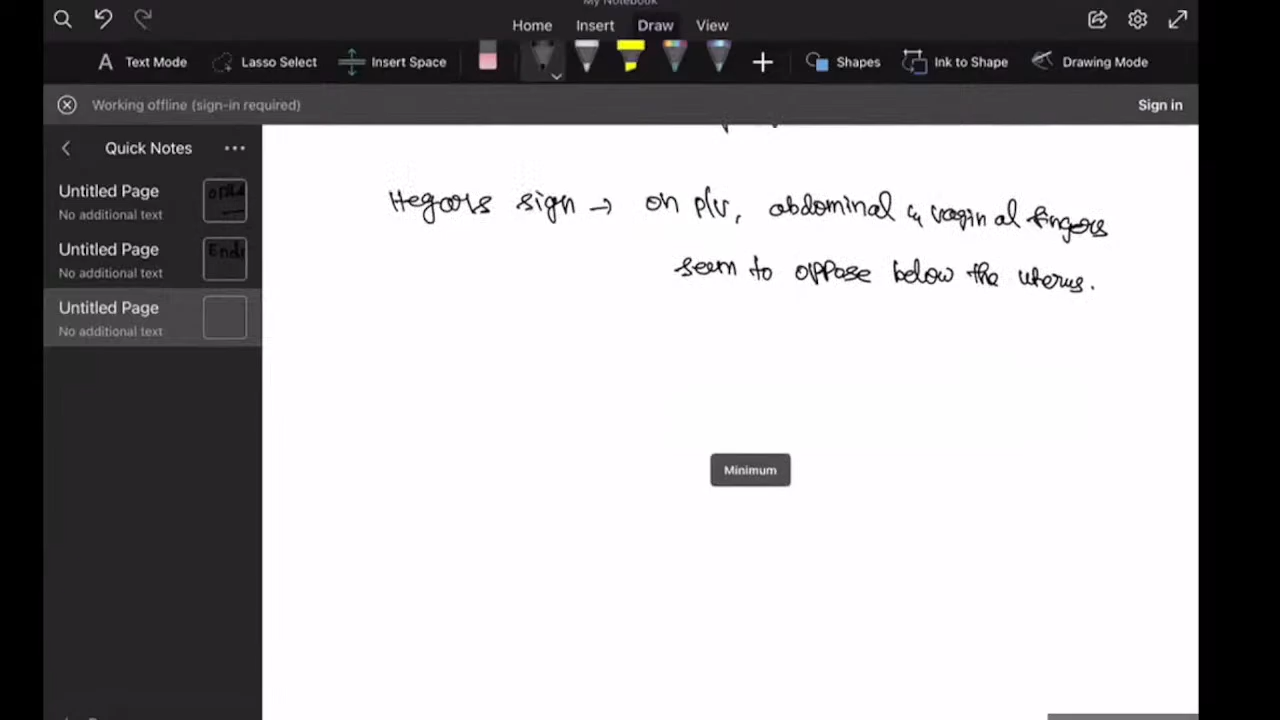 My Notebook
Home Insert Draw View
Text Mode Lasso Select Insert Space Shapes Ink to Shape Drawing Mode
Working offline (sign-in required) Sign in
Quick Notes
Untitled Page
No additional text
Untitled Page
No additional text
Untitled Page
No additional text
Hegars sign → on p/v, abdominal & vaginal fingers
seem to oppose below the uterus.
Minimum